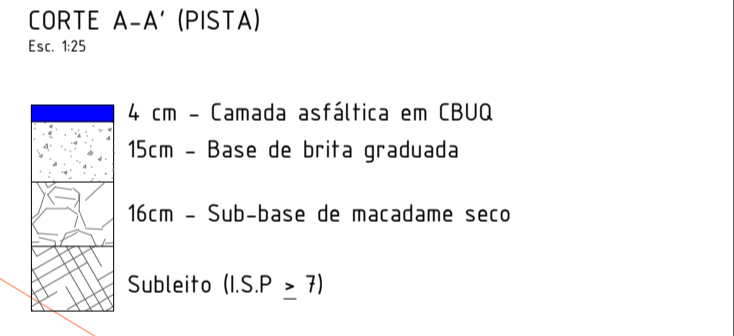 CORTE A-A' (PISTA)
Esc. 1:25
4 cm - Camada asfáltica em CBUQ
15cm - Base de brita graduada
16cm - Sub-base de macadame seco
Subleito (I.S.P ≥ 7)